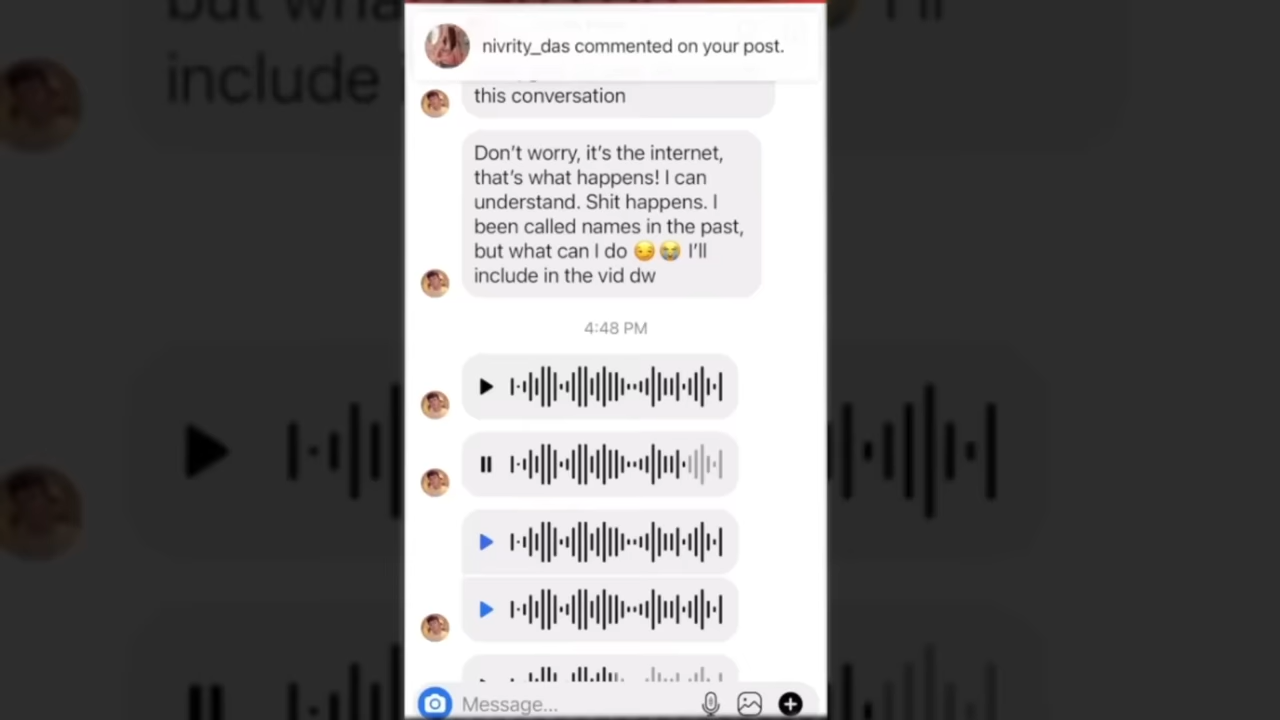 nivrity_das commented on your post.
this conversation
Don't worry, it's the internet,
that's what happens! I can
understand. Shit happens. I
been called names in the past,
but what can I do 😏😭 I'll
include in the vid dw
4:48 PM
Message...
include
I'll